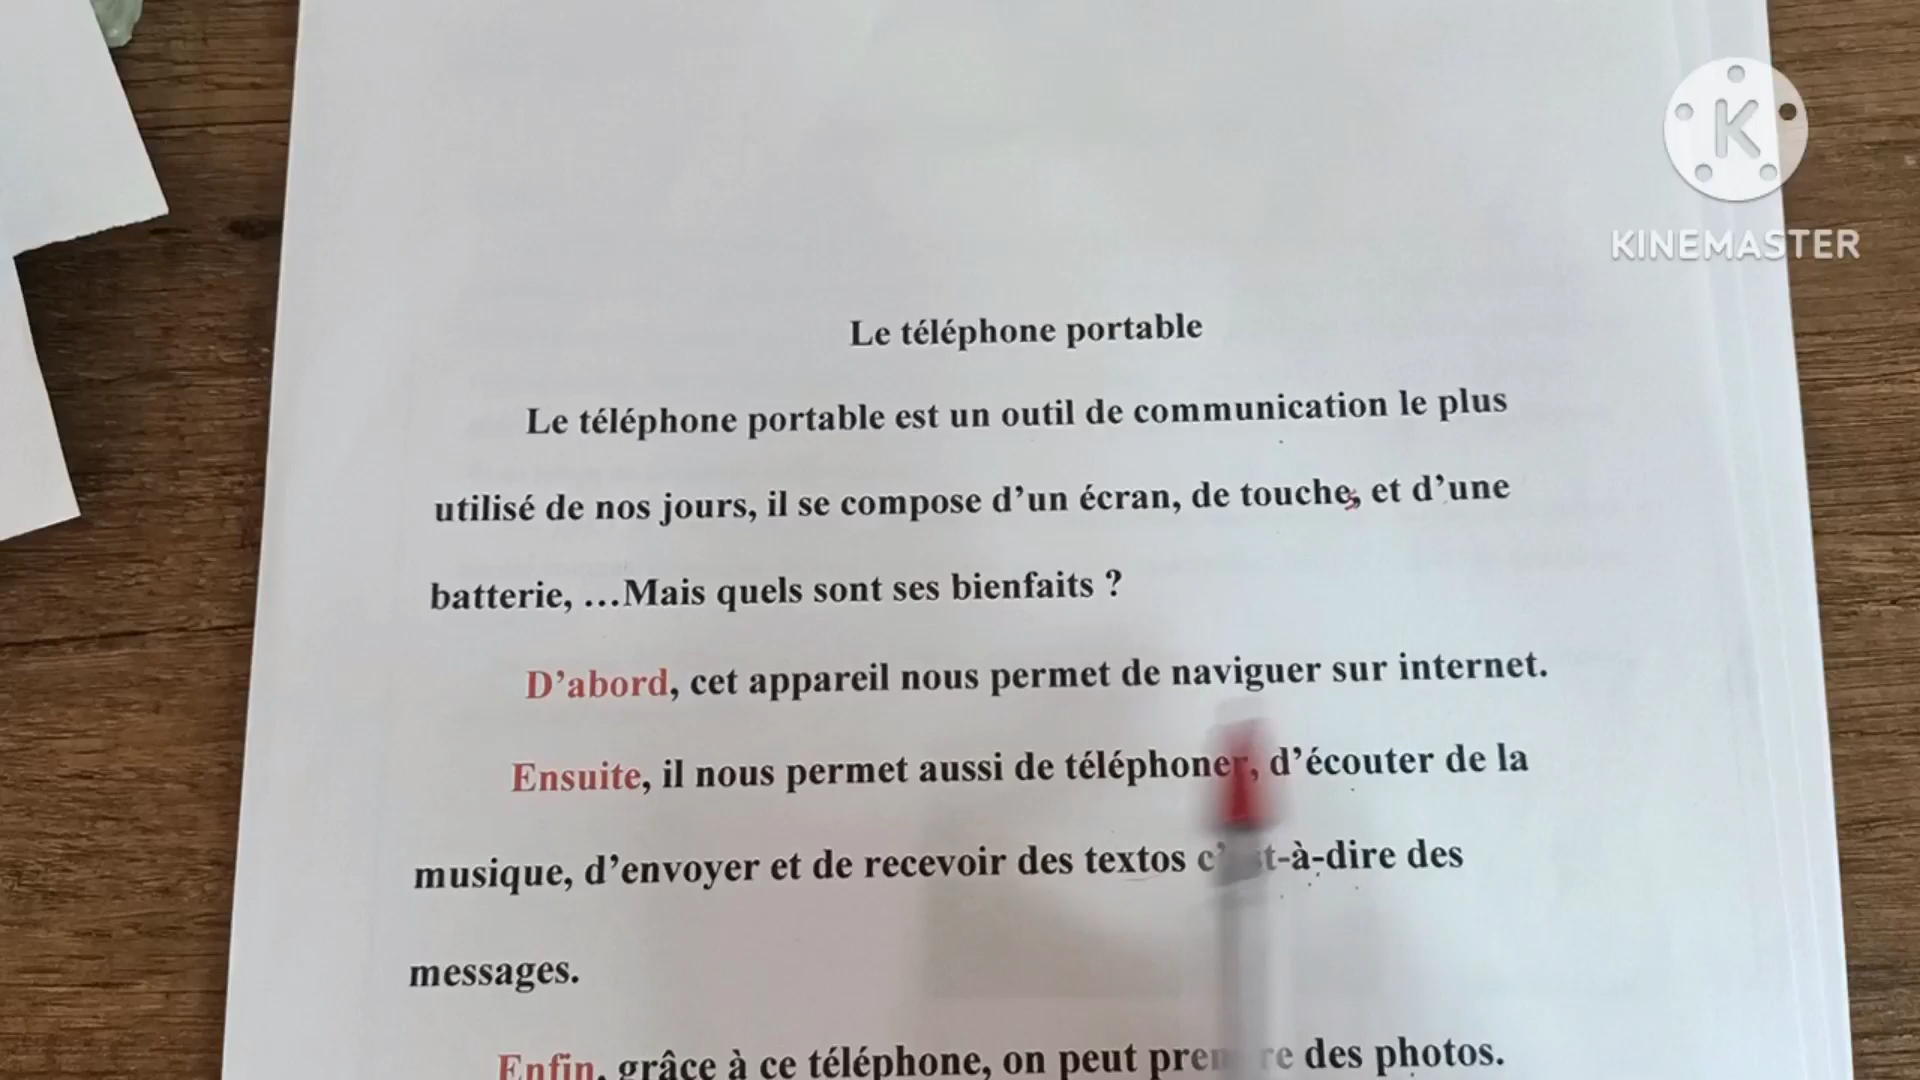 K
KINEMASTER
Le téléphone portable
Le téléphone portable est un outil de communication le plus
utilisé de nos jours, il se compose d’un écran, de touches, et d’une
batterie, …Mais quels sont ses bienfaits ?
D’abord, cet appareil nous permet de naviguer sur internet.
Ensuite, il nous permet aussi de téléphoner, d’écouter de la
musique, d’envoyer et de recevoir des textos c’est-à-dire des
messages.
Enfin, grâce à ce téléphone, on peut prendre des photos.